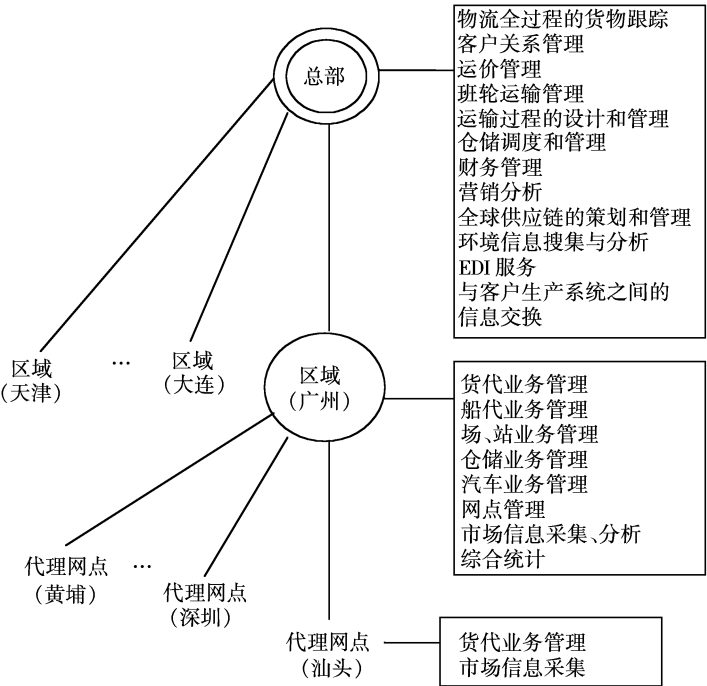 总部
物流全过程的货物跟踪
客户关系管理
运价管理
班轮运输管理
运输过程的设计和管理
仓储调度和管理
财务管理
营销分析
全球供应链的策划和管理
环境信息搜集与分析
EDI 服务
与客户生产系统之间的
信息交换
区域
(天津)
…
区域
(大连)
区域
(广州)
货代业务管理
船代业务管理
场、站业务管理
仓储业务管理
汽车业务管理
网点管理
市场信息采集、分析
综合统计
代理网点
(黄埔)
…
代理网点
(深圳)
代理网点
(汕头)
货代业务管理
市场信息采集